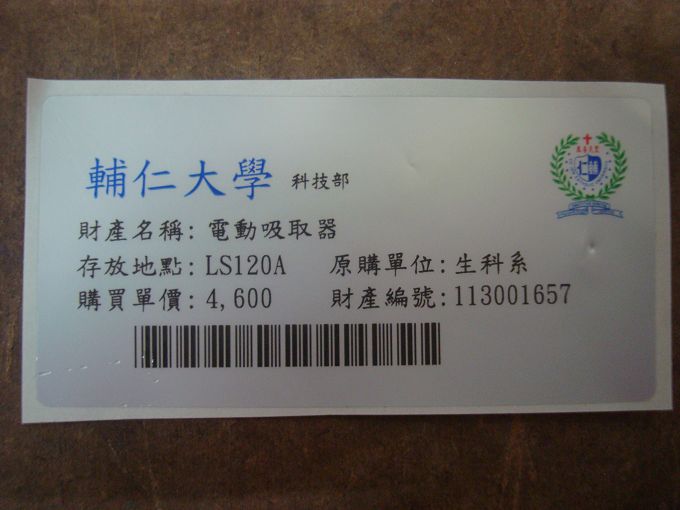 輔仁大學 科技部
財產名稱: 電動吸取器
存放地點: LS120A 原購單位: 生科系
購買單價: 4,600 財產編號: 113001657